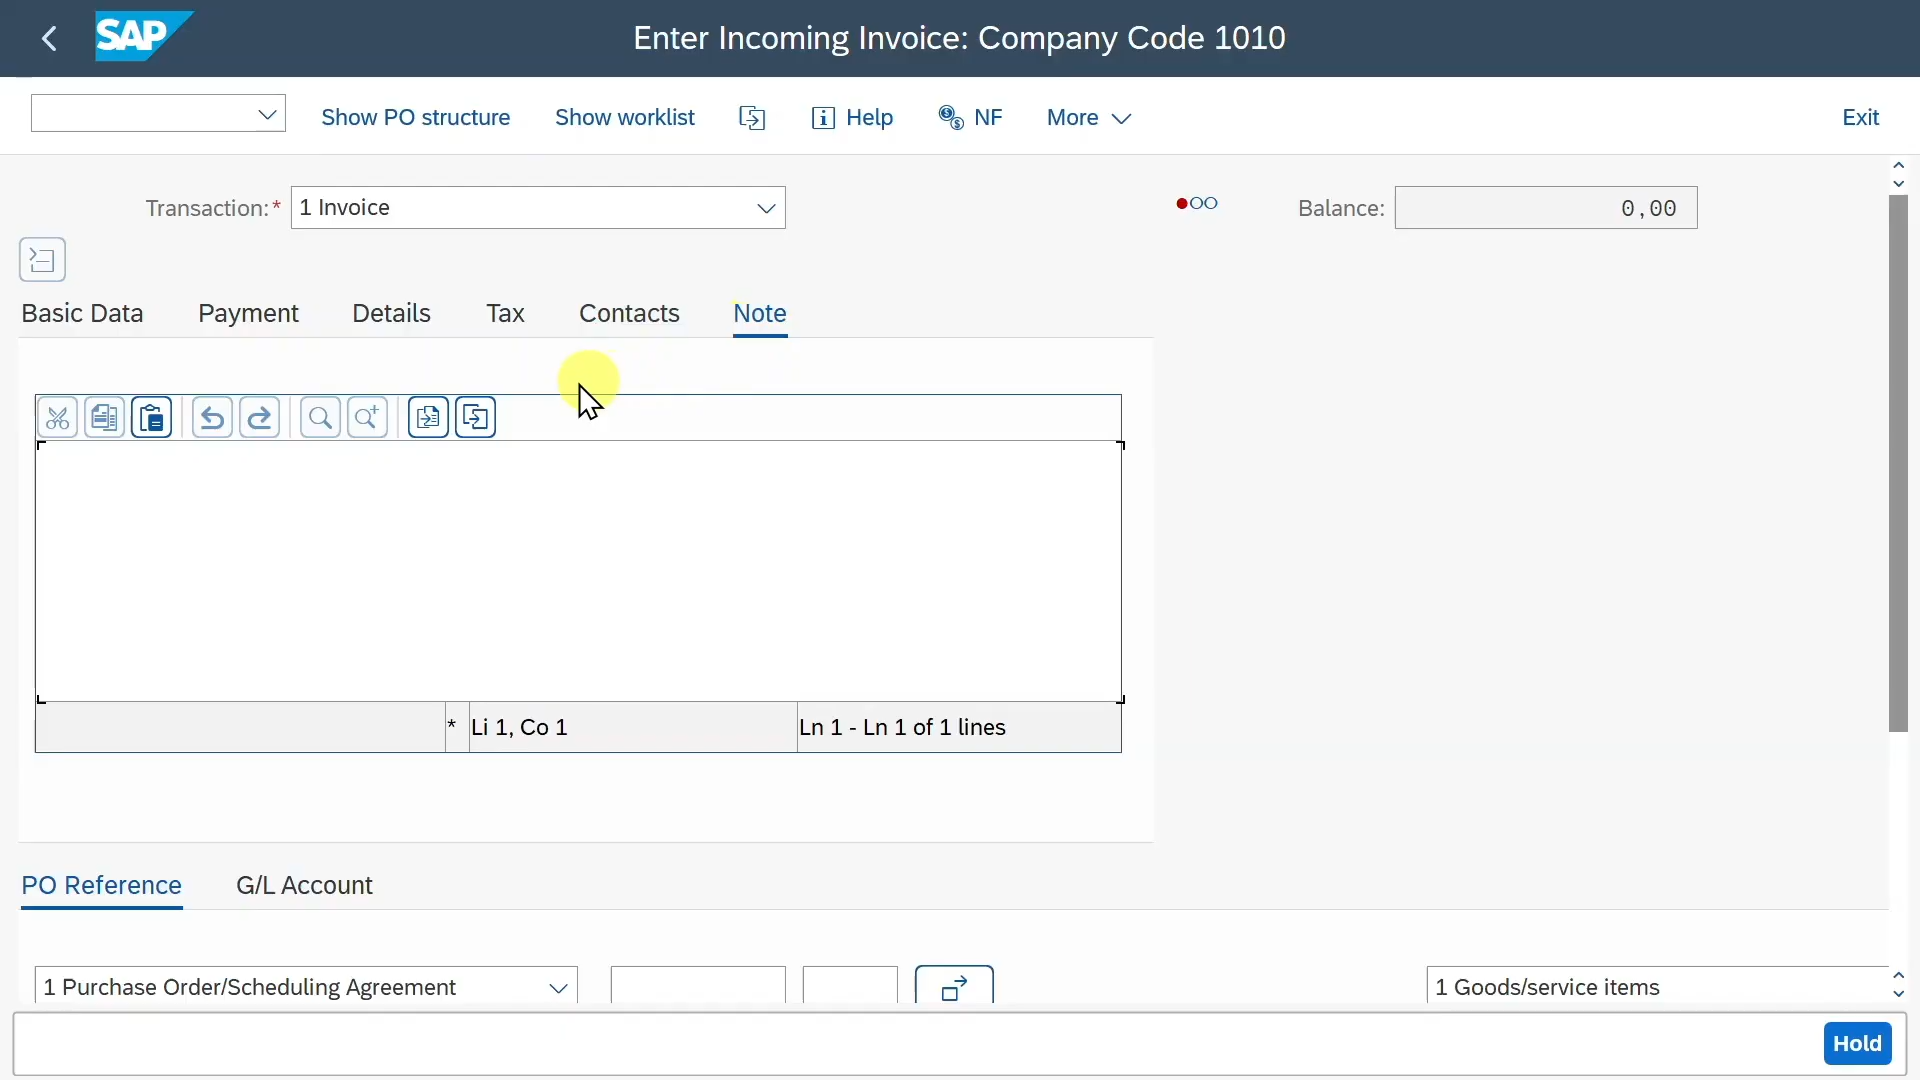 SAP
Enter Incoming Invoice: Company Code 1010
Show PO structure Show worklist Help NF More Exit
Transaction:* 1 Invoice Balance: 0,00
Basic Data Payment Details Tax Contacts Note
* Li 1, Co 1 Ln 1 - Ln 1 of 1 lines
PO Reference G/L Account
1 Purchase Order/Scheduling Agreement 1 Goods/service items
Hold